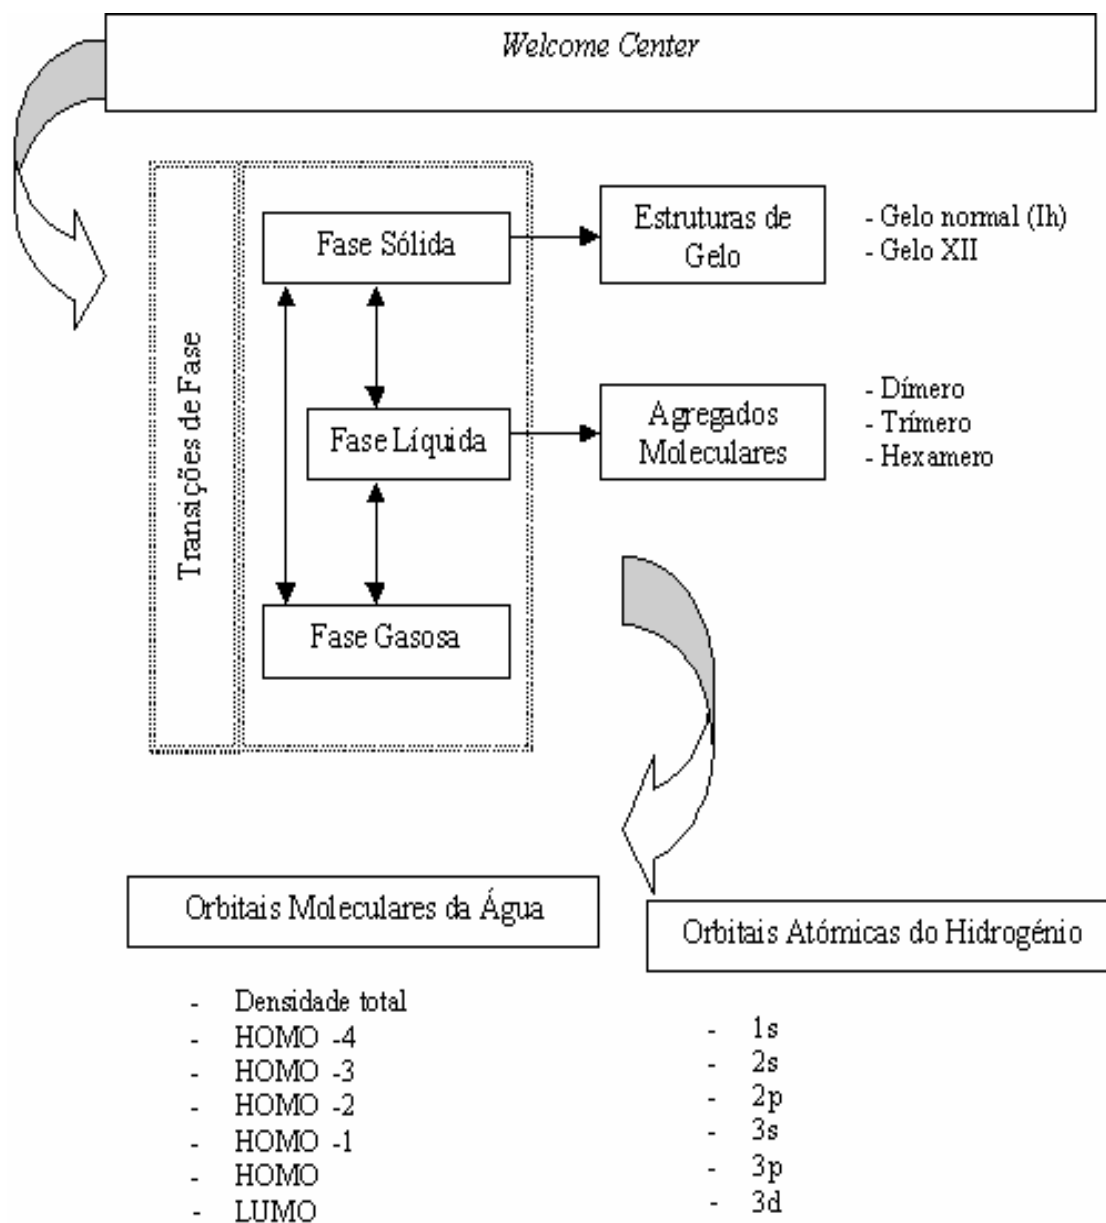 Welcome Center
Transições de Fase
Fase Sólida
Estruturas de
Gelo
- Gelo normal (Ih)
- Gelo XII
Fase Líquida
Agregados
Moleculares
- Dímero
- Trímero
- Hexamero
Fase Gasosa
Orbitais Moleculares da Água
- Densidade total
- HOMO -4
- HOMO -3
- HOMO -2
- HOMO -1
- HOMO
- LUMO
Orbitais Atómicas do Hidrogénio
- 1s
- 2s
- 2p
- 3s
- 3p
- 3d